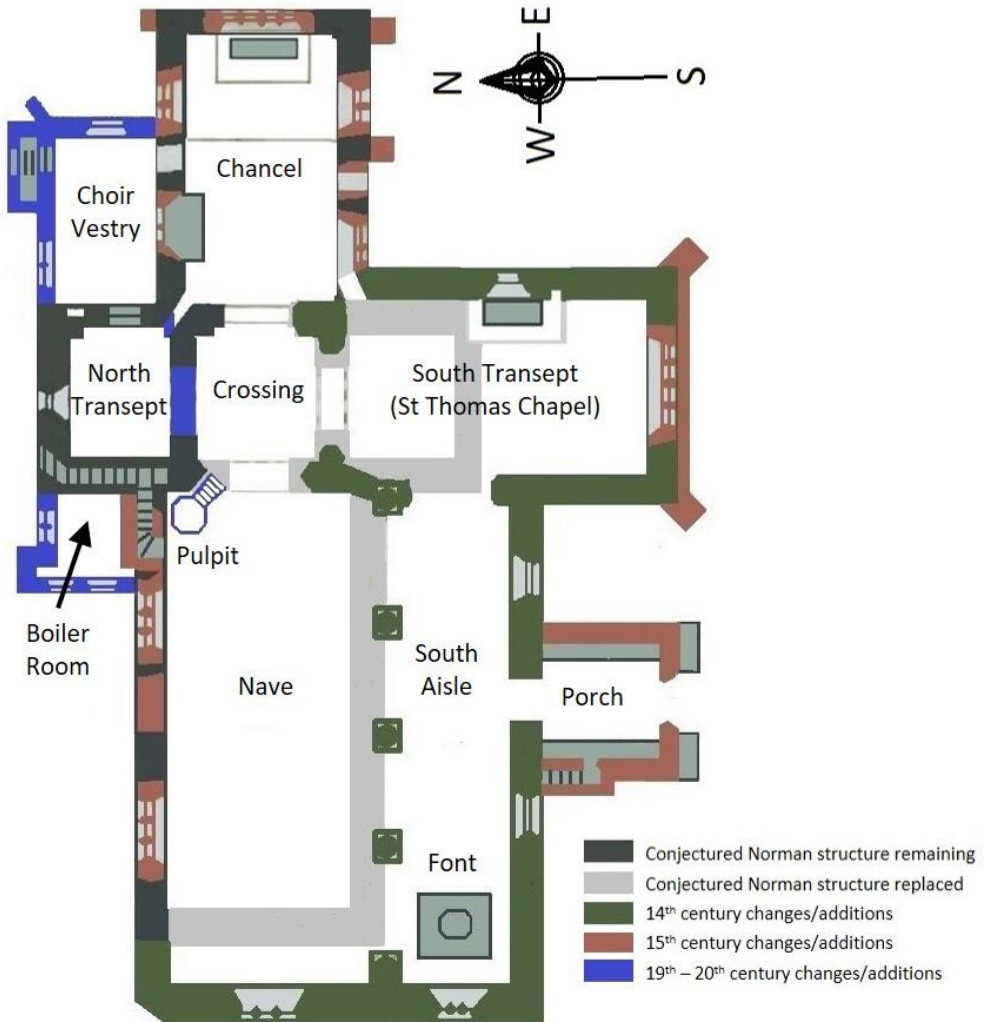 E
N
S
W
Chancel
Choir
Vestry
North
Transept
Crossing
South Transept
(St Thomas Chapel)
Pulpit
Boiler
Room
Nave
South
Aisle
Porch
Font
Conjectured Norman structure remaining
Conjectured Norman structure replaced
14th century changes/additions
15th century changes/additions
19th – 20th century changes/additions